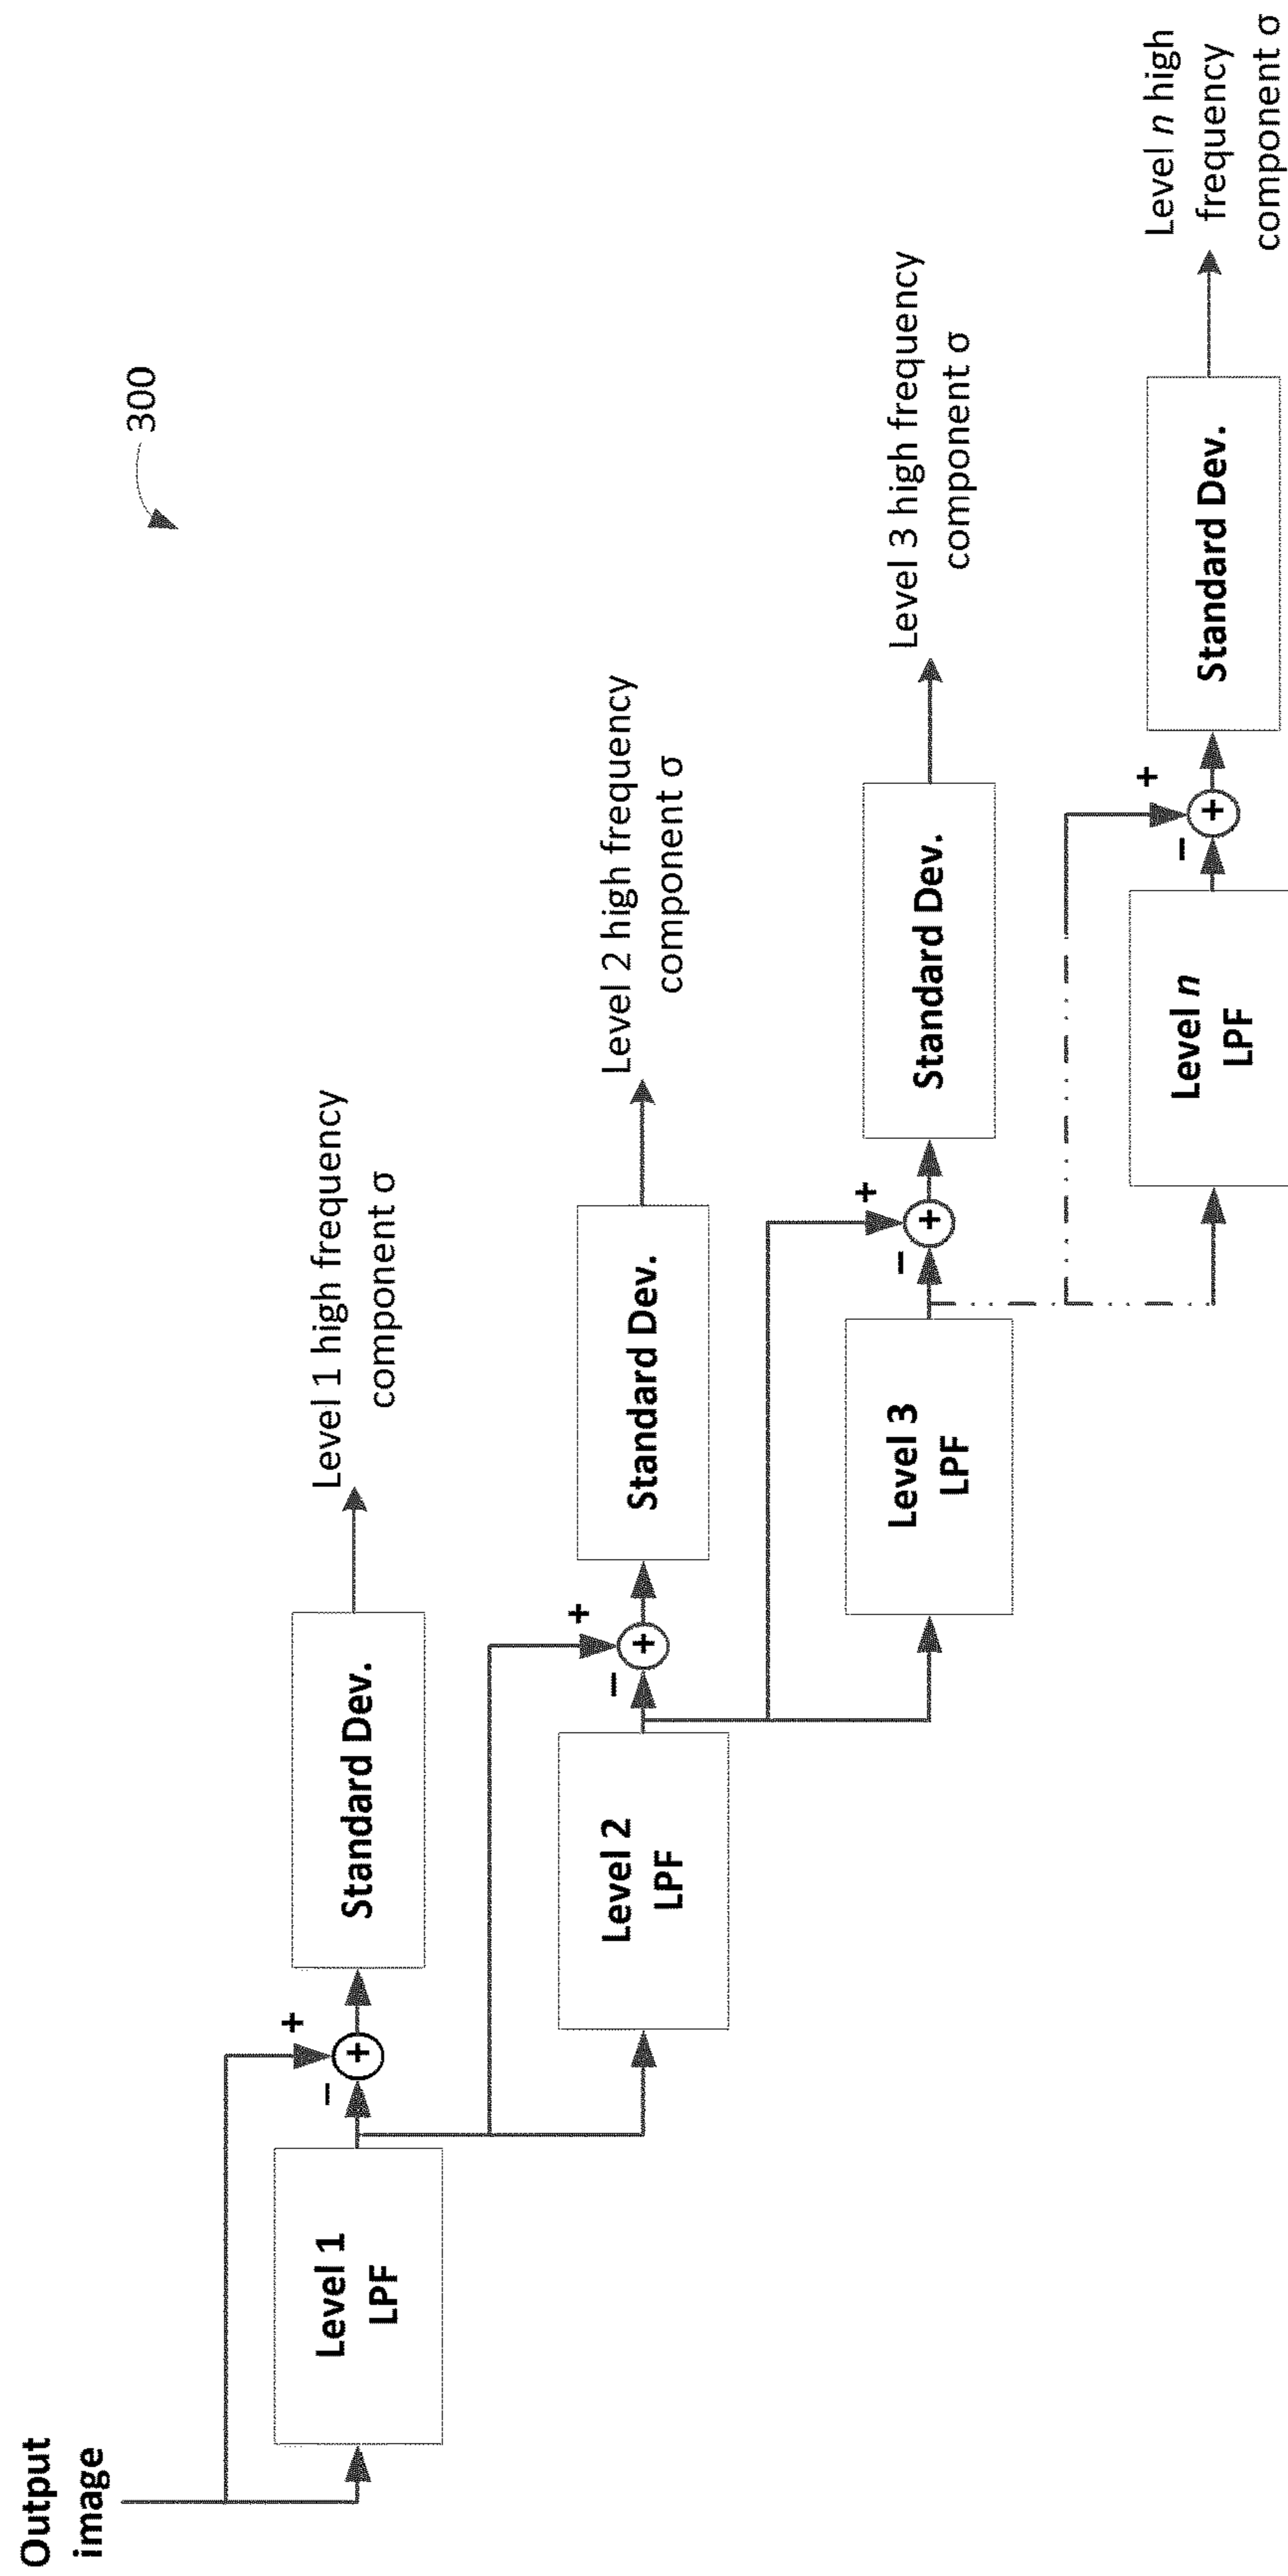 Output
image
300
Level 1
LPF
−
+
+
Standard Dev.
Level 1 high frequency
component σ
Level 2
LPF
−
+
+
Standard Dev.
Level 2 high frequency
component σ
Level 3
LPF
−
+
+
Standard Dev.
Level 3 high frequency
component σ
Level n
LPF
−
+
+
Standard Dev.
Level n high
frequency
component σ